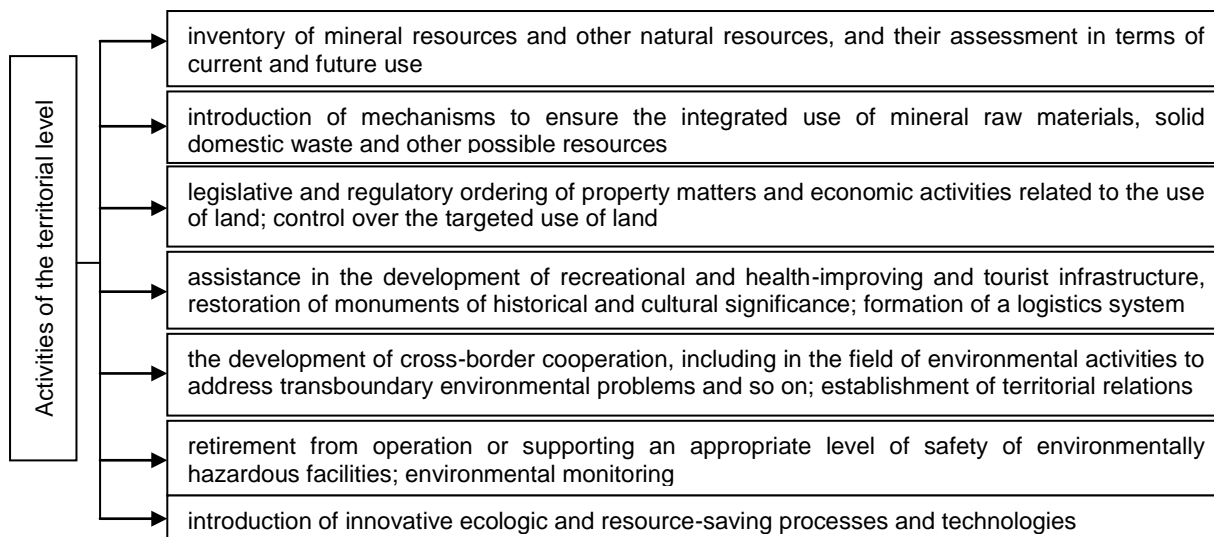 Activities of the territorial level
inventory of mineral resources and other natural resources, and their assessment in terms of
current and future use
introduction of mechanisms to ensure the integrated use of mineral raw materials, solid
domestic waste and other possible resources
legislative and regulatory ordering of property matters and economic activities related to the use
of land; control over the targeted use of land
assistance in the development of recreational and health-improving and tourist infrastructure,
restoration of monuments of historical and cultural significance; formation of a logistics system
the development of cross-border cooperation, including in the field of environmental activities to
address transboundary environmental problems and so on; establishment of territorial relations
retirement from operation or supporting an appropriate level of safety of environmentally
hazardous facilities; environmental monitoring
introduction of innovative ecologic and resource-saving processes and technologies